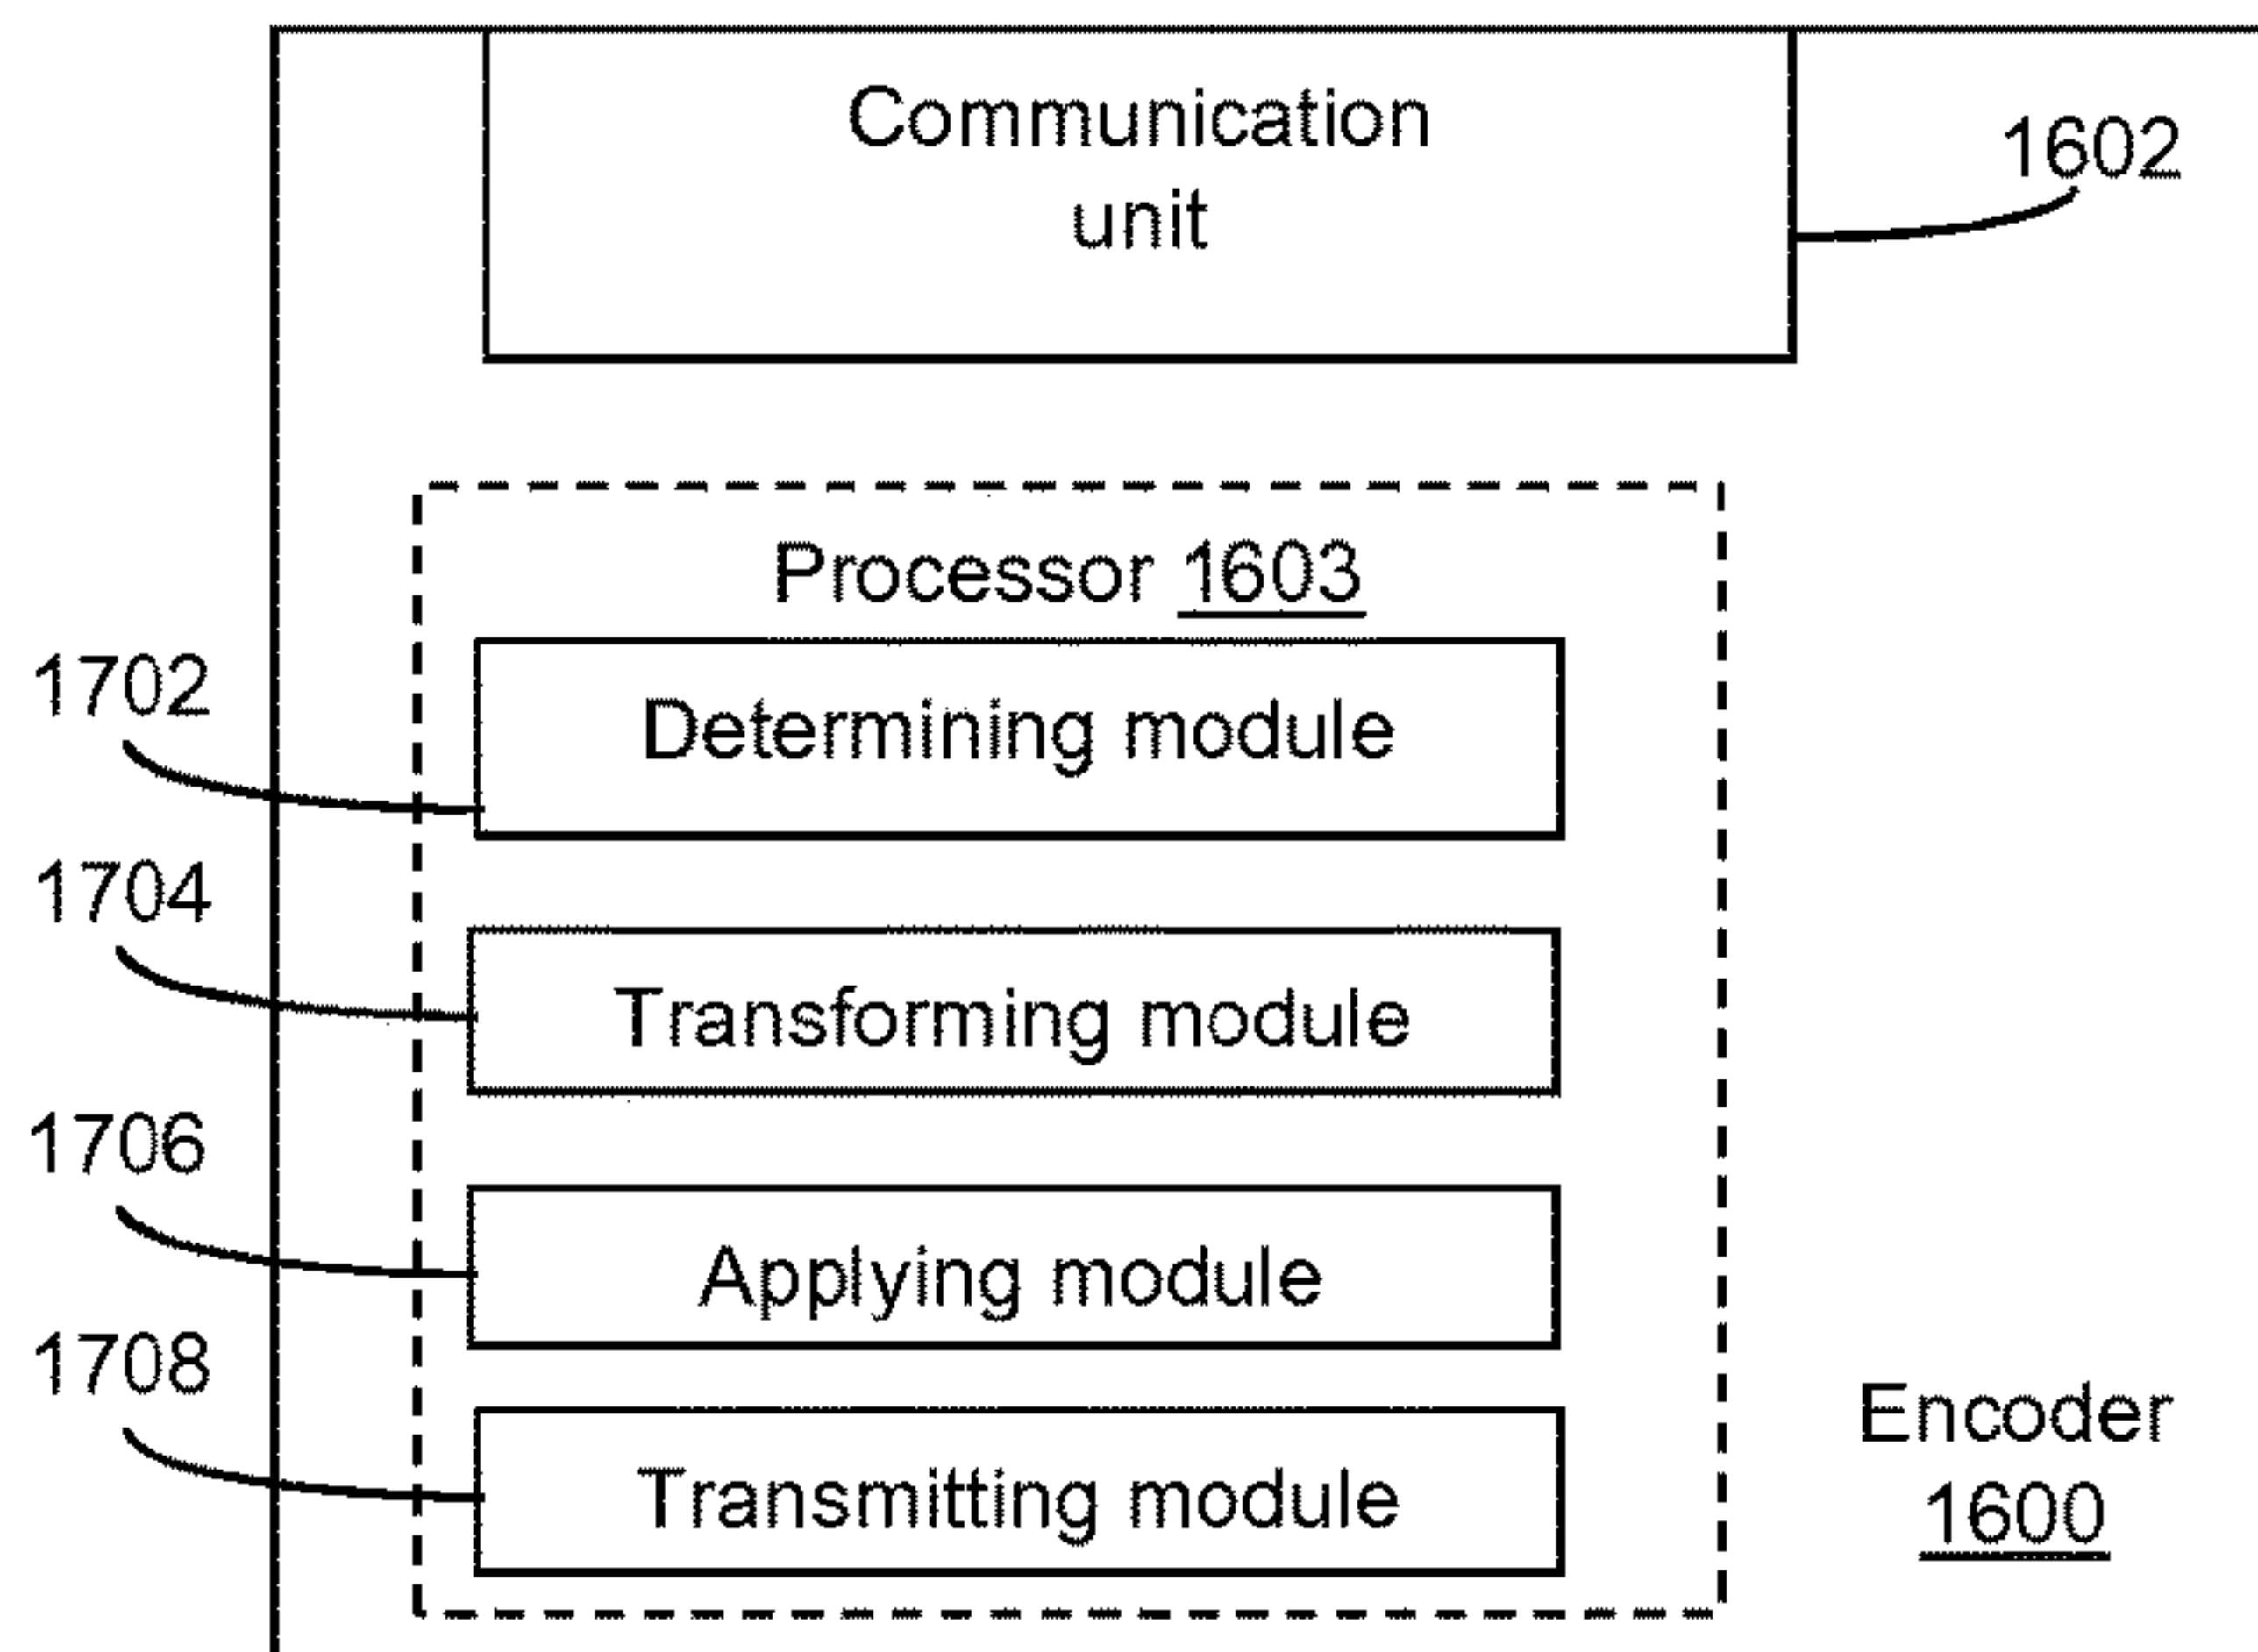 Communication
unit
1602
Processor 1603
1702
Determining module
1704
Transforming module
1706
Applying module
1708
Transmitting module
Encoder
1600